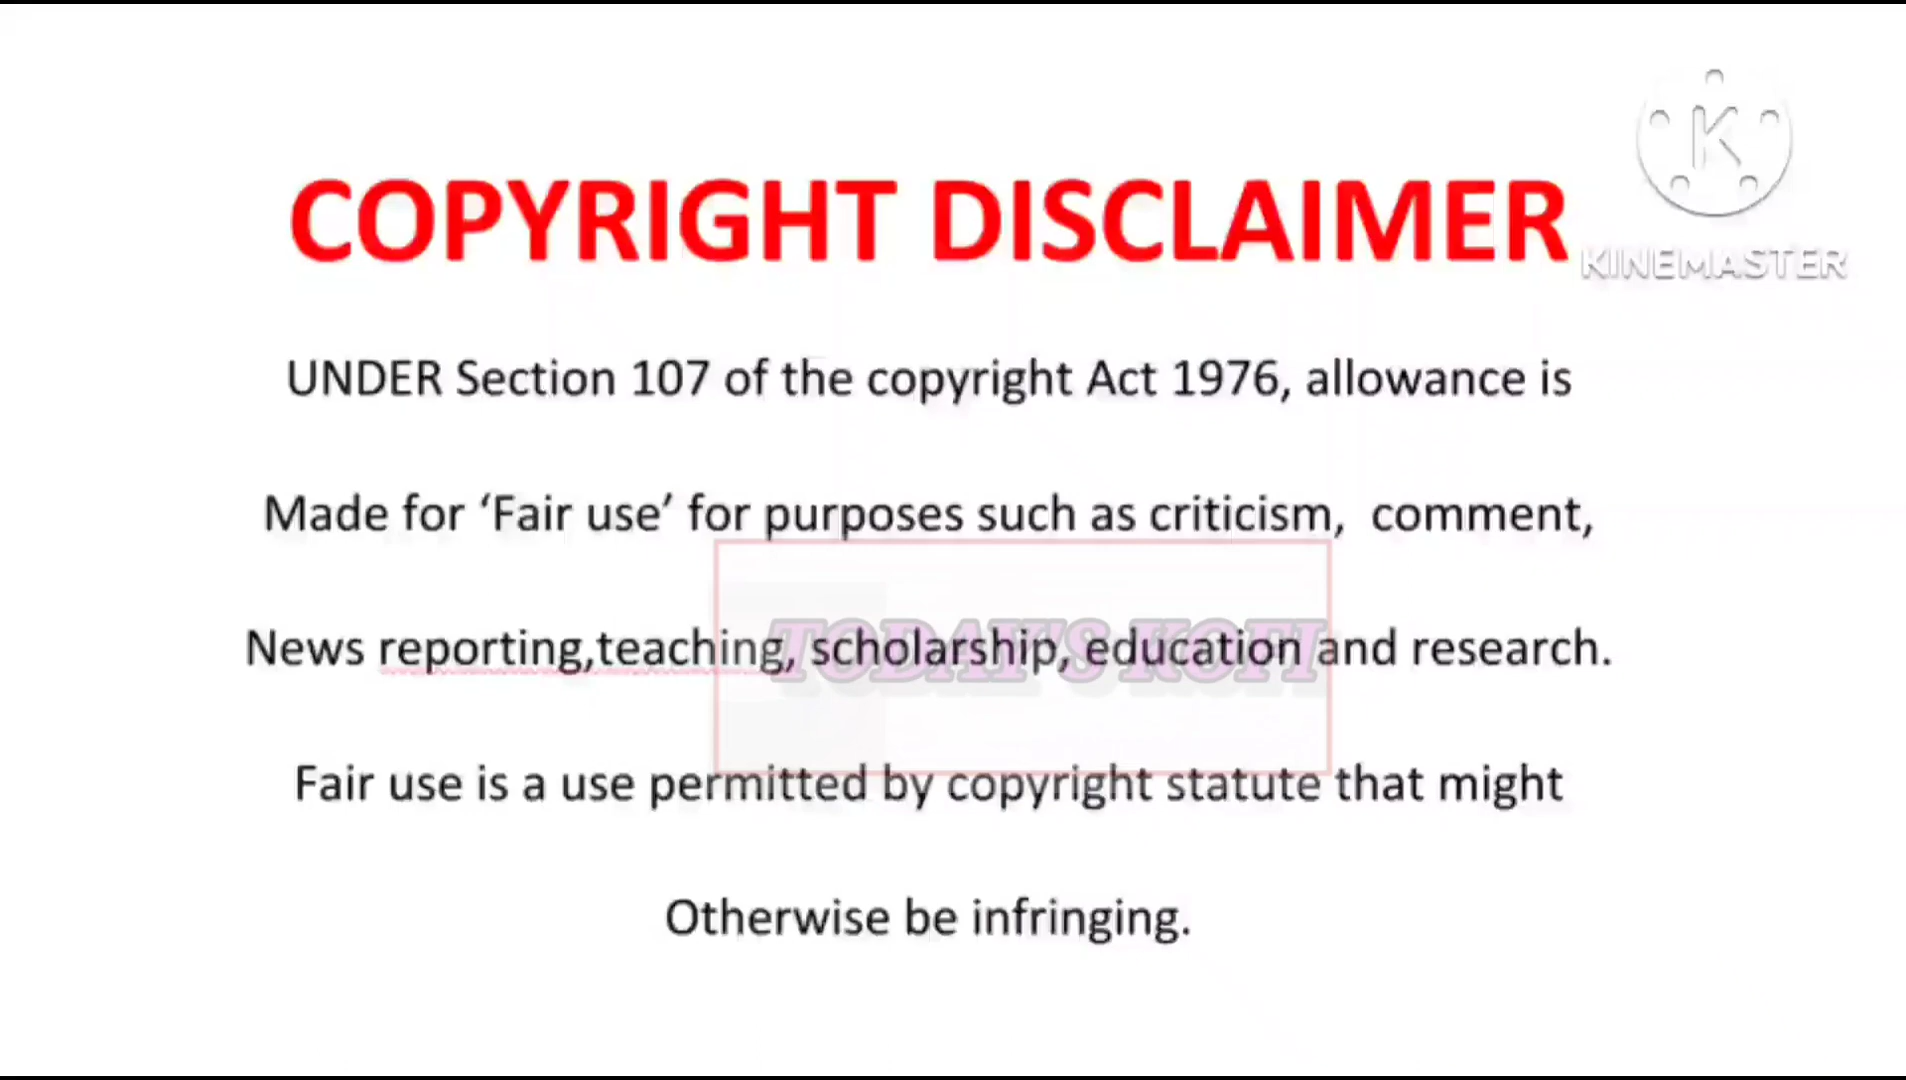 COPYRIGHT DISCLAIMER
KINEMASTER
UNDER Section 107 of the copyright Act 1976, allowance is
Made for ‘Fair use’ for purposes such as criticism,  comment,
News reporting,teaching, scholarship, education and research.
TODAY'S KOFI
Fair use is a use permitted by copyright statute that might
Otherwise be infringing.